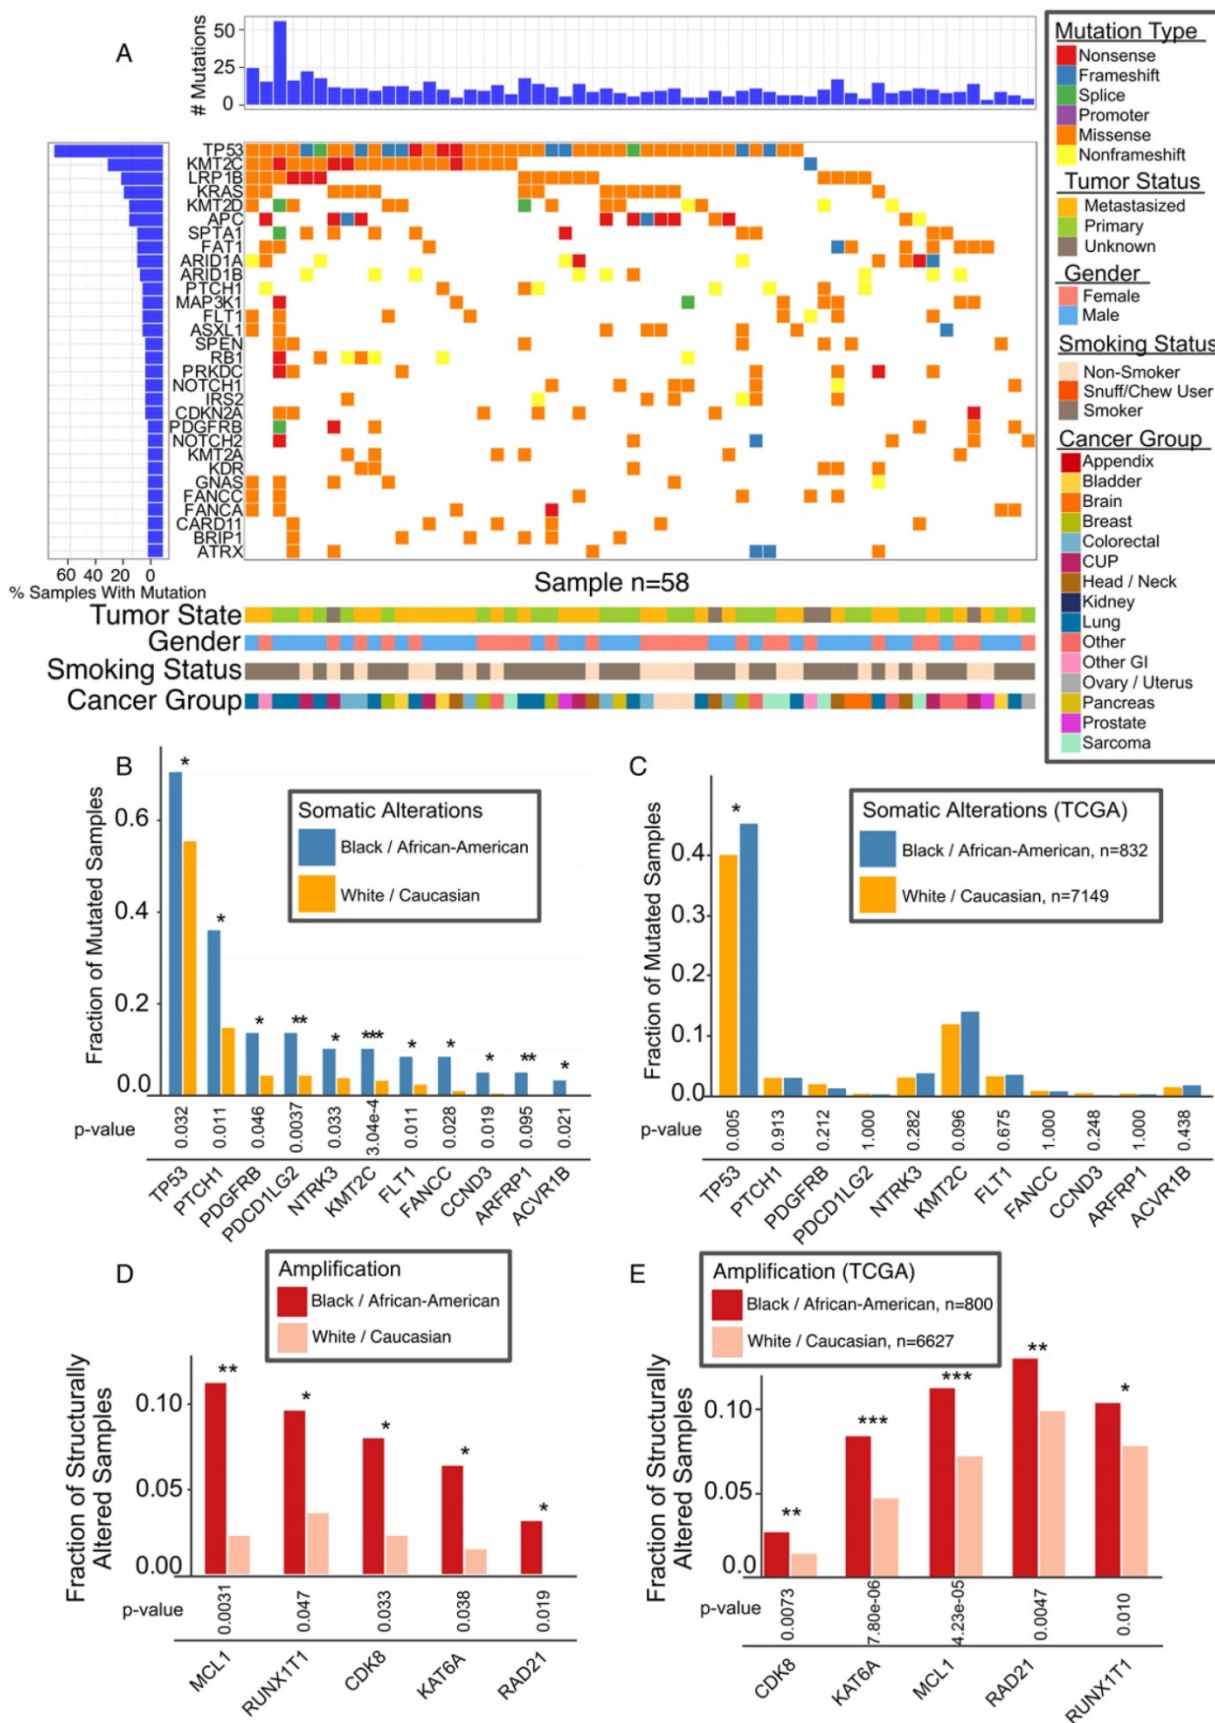 A
# Mutations
50
25
0
TP53
KMT2C
LRP1B
KRAS
KMT2D
APC
SPTA1
FAT1
ARID1A
ARID1B
PTCH1
MAP3K1
FLT1
ASXL1
SPEN
RB1
PRKDC
NOTCH1
IRS2
CDKN2A
PDGFRB
NOTCH2
KMT2A
KDR
GNAS
FANCC
FANCA
CARD11
BRIP1
ATRX
60 40 20 0
% Samples With Mutation
Sample n=58
Tumor State
Gender
Smoking Status
Cancer Group
Mutation Type
Nonsense
Frameshift
Splice
Promoter
Missense
Nonframeshift
Tumor Status
Metastasized
Primary
Unknown
Gender
Female
Male
Smoking Status
Non-Smoker
Snuff/Chew User
Smoker
Cancer Group
Appendix
Bladder
Brain
Breast
Colorectal
CUP
Head / Neck
Kidney
Lung
Other
Other GI
Ovary / Uterus
Pancreas
Prostate
Sarcoma
B
Fraction of Mutated Samples
0.6
0.4
0.2
0.0
Somatic Alterations
Black / African-American
White / Caucasian
* * * ** * *** * * * ** *
p-value
0.032 0.011 0.046 0.0037 0.033 3.04e-4 0.011 0.028 0.019 0.095 0.021
TP53 PTCH1 PDGFRB PDCD1LG2 NTRK3 KMT2C FLT1 FANCC CCND3 ARFRP1 ACVR1B
C
Fraction of Mutated Samples
0.4
0.3
0.2
0.1
0.0
Somatic Alterations (TCGA)
Black / African-American, n=832
White / Caucasian, n=7149
*
p-value
0.005 0.913 0.212 1.000 0.282 0.096 0.675 1.000 0.248 1.000 0.438
TP53 PTCH1 PDGFRB PDCD1LG2 NTRK3 KMT2C FLT1 FANCC CCND3 ARFRP1 ACVR1B
D
Amplification
Black / African-American
White / Caucasian
Fraction of Structurally
Altered Samples
0.10
0.05
0.00
** * * * *
p-value
0.0031 0.047 0.033 0.038 0.019
MCL1 RUNX1T1 CDK8 KAT6A RAD21
E
Amplification (TCGA)
Black / African-American, n=800
White / Caucasian, n=6627
Fraction of Structurally
Altered Samples
0.10
0.05
0.0
** *** *** ** *
p-value
0.0073 7.80e-06 4.23e-05 0.0047 0.010
CDK8 KAT6A MCL1 RAD21 RUNX1T1